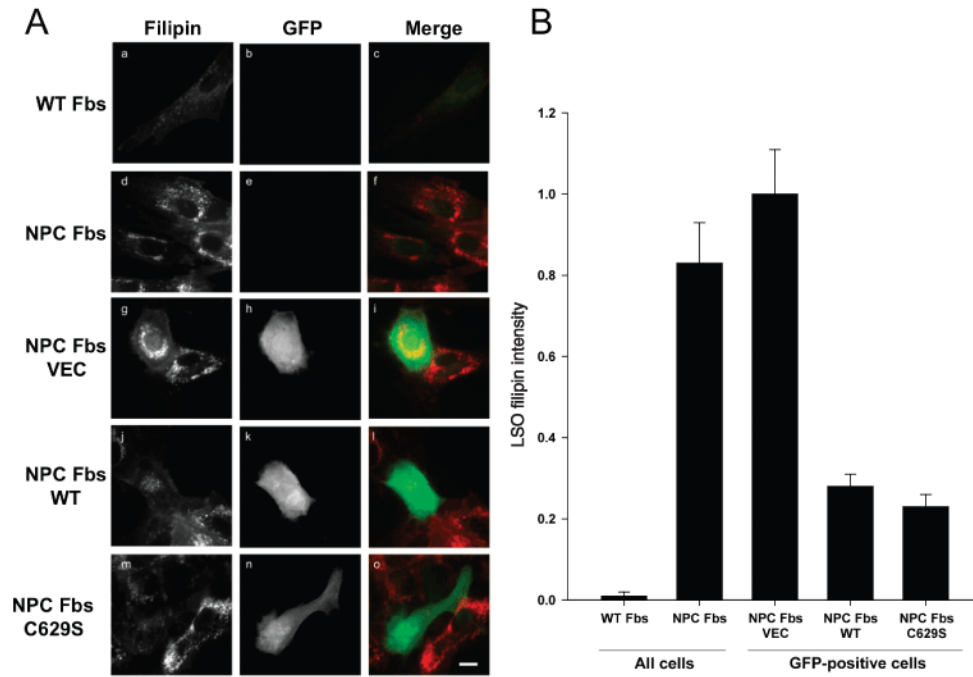 A
Filipin GFP Merge
WT Fbs
a b c
NPC Fbs
d e f
NPC Fbs
VEC
g h i
NPC Fbs
WT
j k l
NPC Fbs
C629S
m n o
B
LSO filipin intensity
1.2
1.0
0.8
0.6
0.4
0.2
0.0
WT Fbs
NPC Fbs
NPC Fbs
VEC
NPC Fbs
WT
NPC Fbs
C629S
All cells
GFP-positive cells